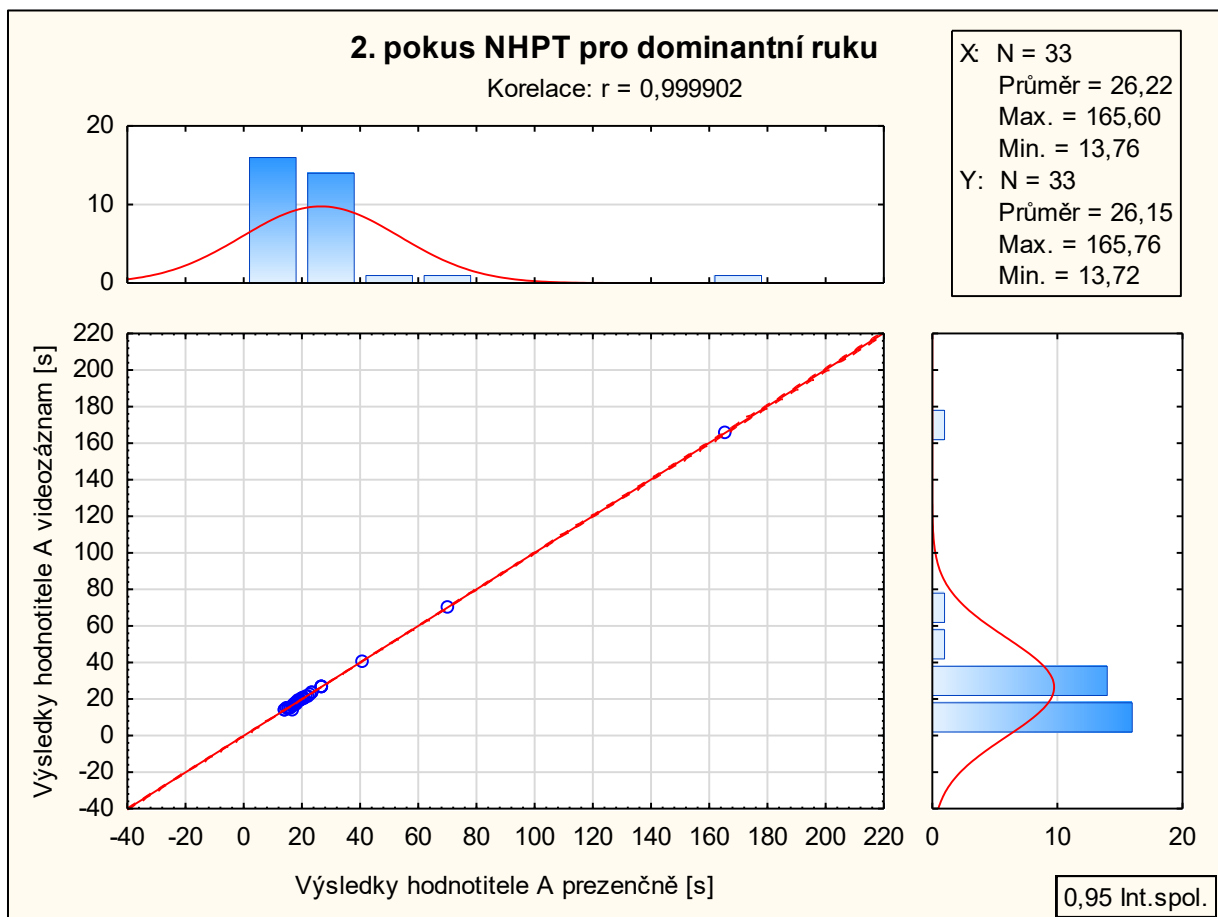 2. pokus NHPT pro dominantní ruku
Korelace: r = 0,999902
X: N = 33
Průměr = 26,22
Max. = 165,60
Min. = 13,76
Y: N = 33
Průměr = 26,15
Max. = 165,76
Min. = 13,72
20
10
0
220
200
180
160
140
120
100
80
60
40
20
0
-20
-40
Výsledky hodnotitele A videozáznam [s]
-40 -20 0 20 40 60 80 100 120 140 160 180 200 220
Výsledky hodnotitele A prezenčně [s]
0 10 20
0,95 Int.spol.